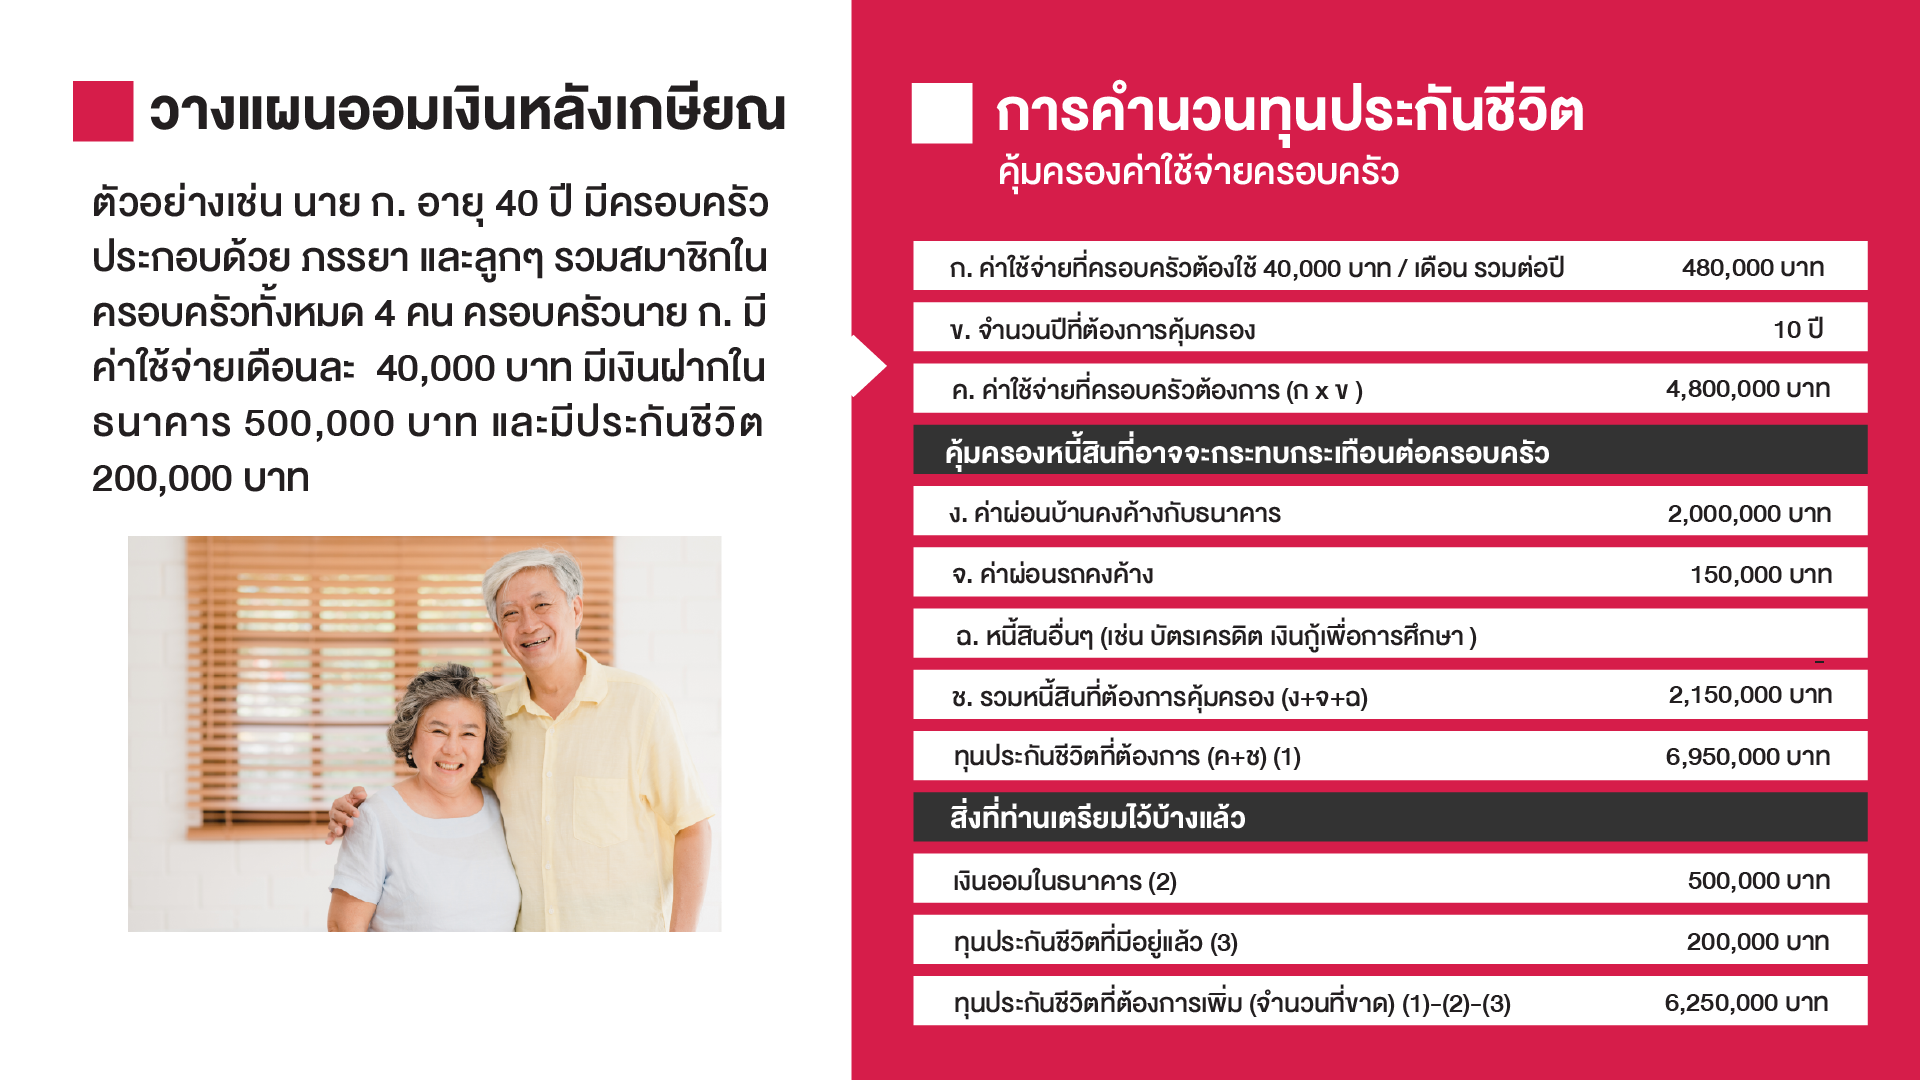 วางแผนออมเงินหลังเกษียณ
ตัวอย่างเช่น นาย ก. อายุ 40 ปี มีครอบครัว
ประกอบด้วย ภรรยา และลูกๆ รวมสมาชิกใน
ครอบครัวทั้งหมด 4 คน ครอบครัวนาย ก. มี
ค่าใช้จ่ายเดือนละ 40,000 บาท มีเงินฝากใน
ธนาคาร 500,000 บาท และมีประกันชีวิต
200,000 บาท
การคำนวนทุนประกันชีวิต
คุ้มครองค่าใช้จ่ายครอบครัว
ก. ค่าใช้จ่ายที่ครอบครัวต้องใช้ 40,000 บาท / เดือน รวมต่อปี 480,000 บาท
ข. จำนวนปีที่ต้องการคุ้มครอง 10 ปี
ค. ค่าใช้จ่ายที่ครอบครัวต้องการ (ก x ข ) 4,800,000 บาท
คุ้มครองหนี้สินที่อาจจะกระทบกระเทือนต่อครอบครัว
ง. ค่าผ่อนบ้านคงค้างกับธนาคาร 2,000,000 บาท
จ. ค่าผ่อนรถคงค้าง 150,000 บาท
ฉ. หนี้สินอื่นๆ (เช่น บัตรเครดิต เงินกู้เพื่อการศึกษา ) -
ช. รวมหนี้สินที่ต้องการคุ้มครอง (ง+จ+ฉ) 2,150,000 บาท
ทุนประกันชีวิตที่ต้องการ (ค+ช) (1) 6,950,000 บาท
สิ่งที่ท่านเตรียมไว้บ้างแล้ว
เงินออมในธนาคาร (2) 500,000 บาท
ทุนประกันชีวิตที่มีอยู่แล้ว (3) 200,000 บาท
ทุนประกันชีวิตที่ต้องการเพิ่ม (จำนวนที่ขาด) (1)-(2)-(3) 6,250,000 บาท